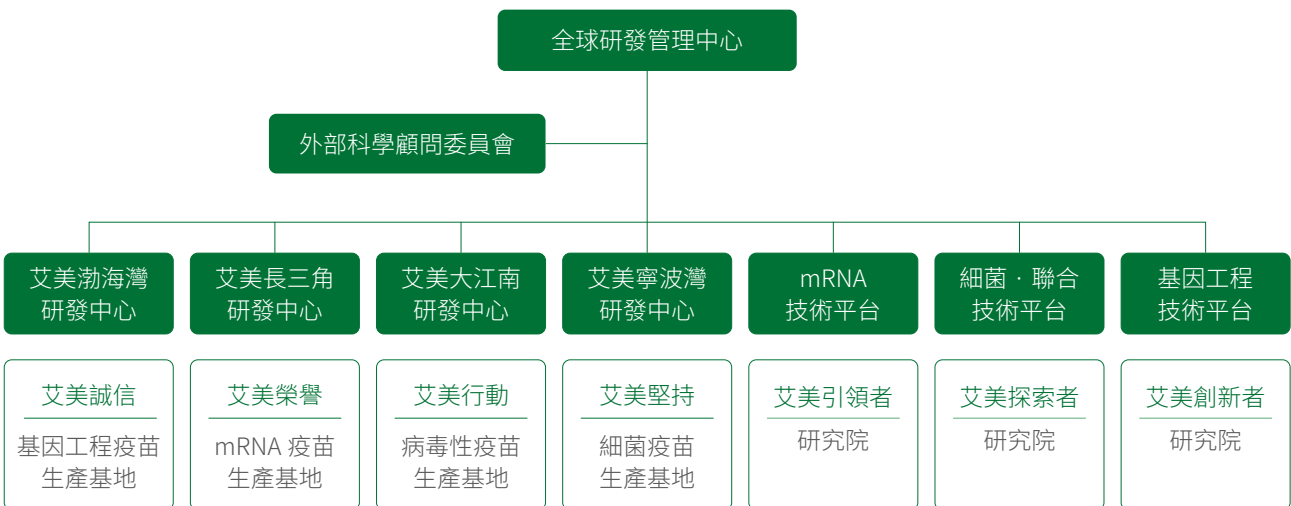 全球研發管理中心
外部科學顧問委員會
艾美渤海灣
研發中心
艾美長三角
研發中心
艾美大江南
研發中心
艾美寧波灣
研發中心
mRNA
技術平台
細菌．聯合
技術平台
基因工程
技術平台
艾美誠信
基因工程疫苗
生產基地
艾美榮譽
mRNA 疫苗
生產基地
艾美行動
病毒性疫苗
生產基地
艾美堅持
細菌疫苗
生產基地
艾美引領者
研究院
艾美探索者
研究院
艾美創新者
研究院